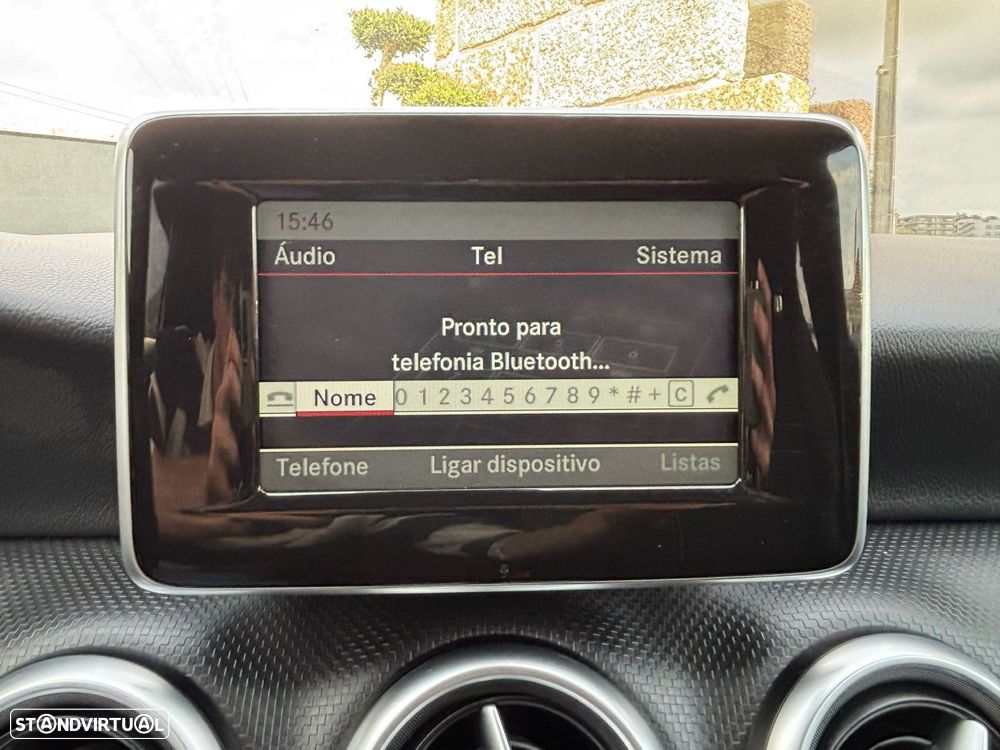 15:46
Áudio Tel Sistema
Pronto para
telefonia Bluetooth...
Nome 0 1 2 3 4 5 6 7 8 9 * # + C
Telefone Ligar dispositivo Listas
STANDVIRTUAL